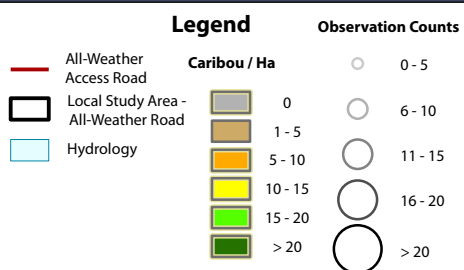 Legend
All-Weather
Access Road
Local Study Area -
All-Weather Road
Hydrology
Caribou / Ha
0
1 - 5
5 - 10
10 - 15
15 - 20
> 20
Observation Counts
0 - 5
6 - 10
11 - 15
16 - 20
> 20